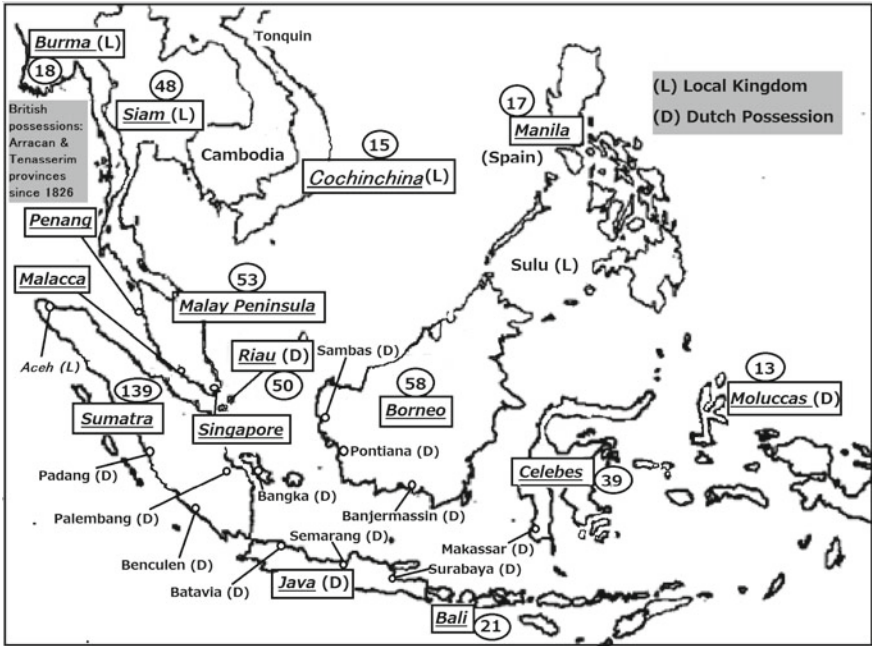 Burma (L)
18
British
possessions:
Arracan &
Tenasserim
provinces
since 1826
Tonquin
48
Siam (L)
Cambodia
15
Cochinchina(L)
17
Manila
(Spain)
(L) Local Kingdom
(D) Dutch Possession
Penang
Malacca
53
Malay Peninsula
Sulu (L)
Aceh (L)
Riau (D)
50
Sambas (D)
139
Sumatra
Singapore
58
Borneo
13
Moluccas (D)
Padang (D)
Pontiana (D)
Celebes
39
Palembang (D)
Bangka (D)
Banjermassin (D)
Benculen (D)
Semarang (D)
Makassar (D)
Batavia (D)
Java (D)
Surabaya (D)
Bali
21